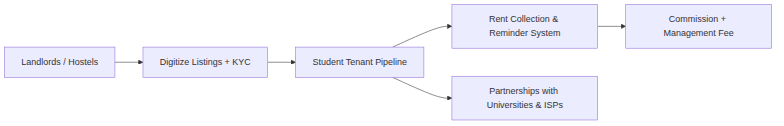 Landlords / Hostels
Digitize Listings + KYC
Student Tenant Pipeline
Rent Collection &
Reminder System
Commission +
Management Fee
Partnerships with
Universities & ISPs